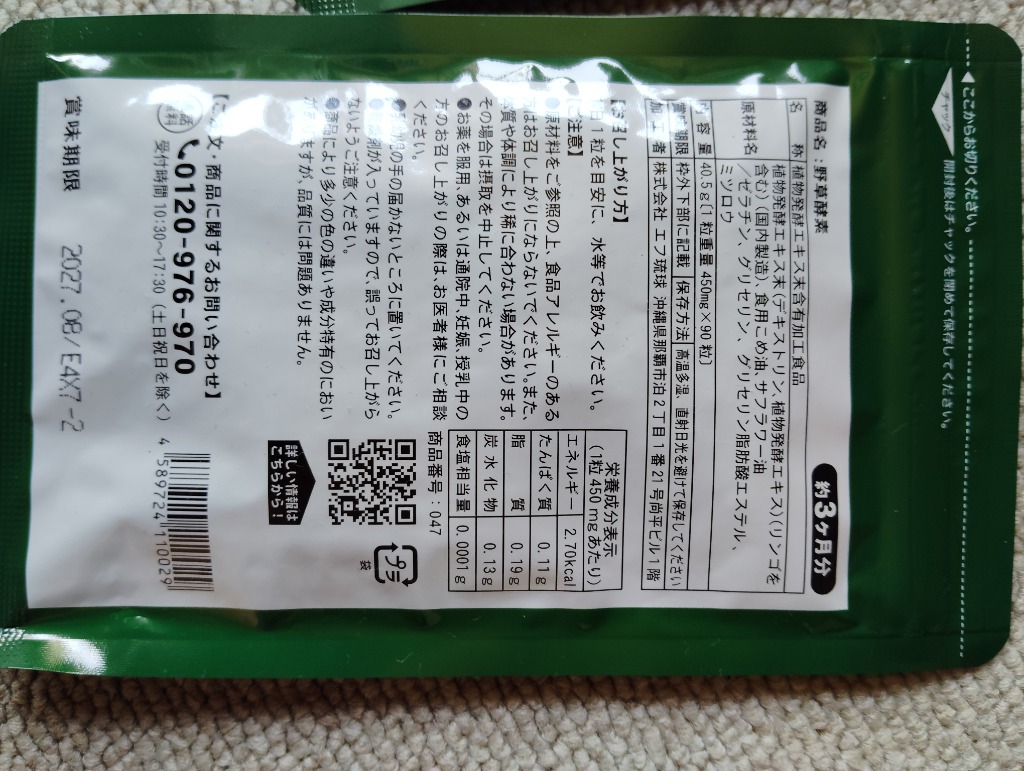 ここからお切りください。
チャック
開封後はチャックを閉めて保存してください。
約3ヶ月分
商品名:野草酵素
名 称 植物発酵エキス末含有加工食品
原材料名 植物発酵エキス末(デキストリン、植物発酵エキス)(リンゴを
含む)(国内製造)、食用こめ油、サフラワー油
/ゼラチン、グリセリン、グリセリン脂肪酸エステル、
ミツロウ
内容量 40.5g[1粒重量 450mg×90粒]
賞味期限 枠外下部に記載 保存方法 高温多湿、直射日光を避けて保存してください
加工者 株式会社 エフ琉球 沖縄県那覇市泊2丁目1番21号尚平ビル1階
【お召し上がり方】
1粒を目安に、水等でお飲みください。
【ご注意】
原材料をご参照の上、食品アレルギーのある
はお召し上がりにならないでください。また、
質や体調により稀に合わない場合があります。
その場合は摂取を中止してください。
●お薬を服用、あるいは通院中、妊娠、授乳中の
方のお召し上がりの際は、お医者様にご相談
ください。
の手の届かないところに置いてください。
剤が入っていますので、誤ってお召し上がら
ないようご注意ください。
商品により多少の色の違いや成分特有のにおい
ますが、品質には問題ありません。
栄養成分表示
(1粒450mgあたり)
エネルギー 2.70kcal
たんぱく質 0.11g
脂質 0.19g
炭水化物 0.13g
食塩相当量 0.0001g
商品番号:047
プラ
袋
詳しい情報は
こちらから!
【ご注文・商品に関するお問い合わせ】
0120-976-970
受付時間 10:30~17:30 (土日祝日を除く)
4 589724 110029
賞味期限
2027.08/E4X7-2